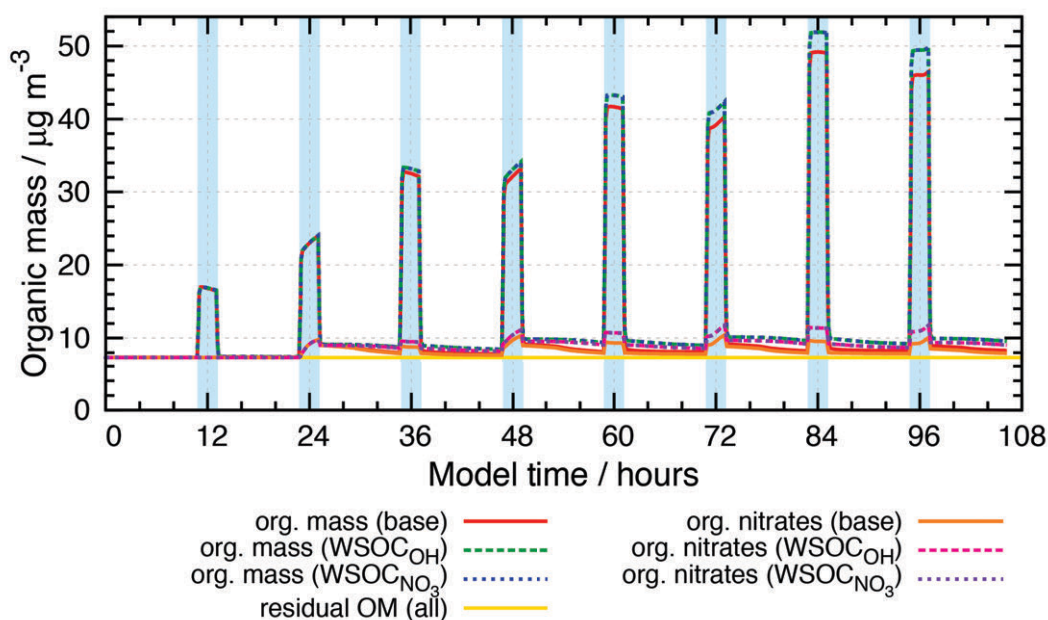 Organic mass / μg m⁻³
50
40
30
20
10
0
0 12 24 36 48 60 72 84 96 108
Model time / hours
org. mass (base)
org. mass (WSOC_OH)
org. mass (WSOC_NO₃)
residual OM (all)
org. nitrates (base)
org. nitrates (WSOC_OH)
org. nitrates (WSOC_NO₃)